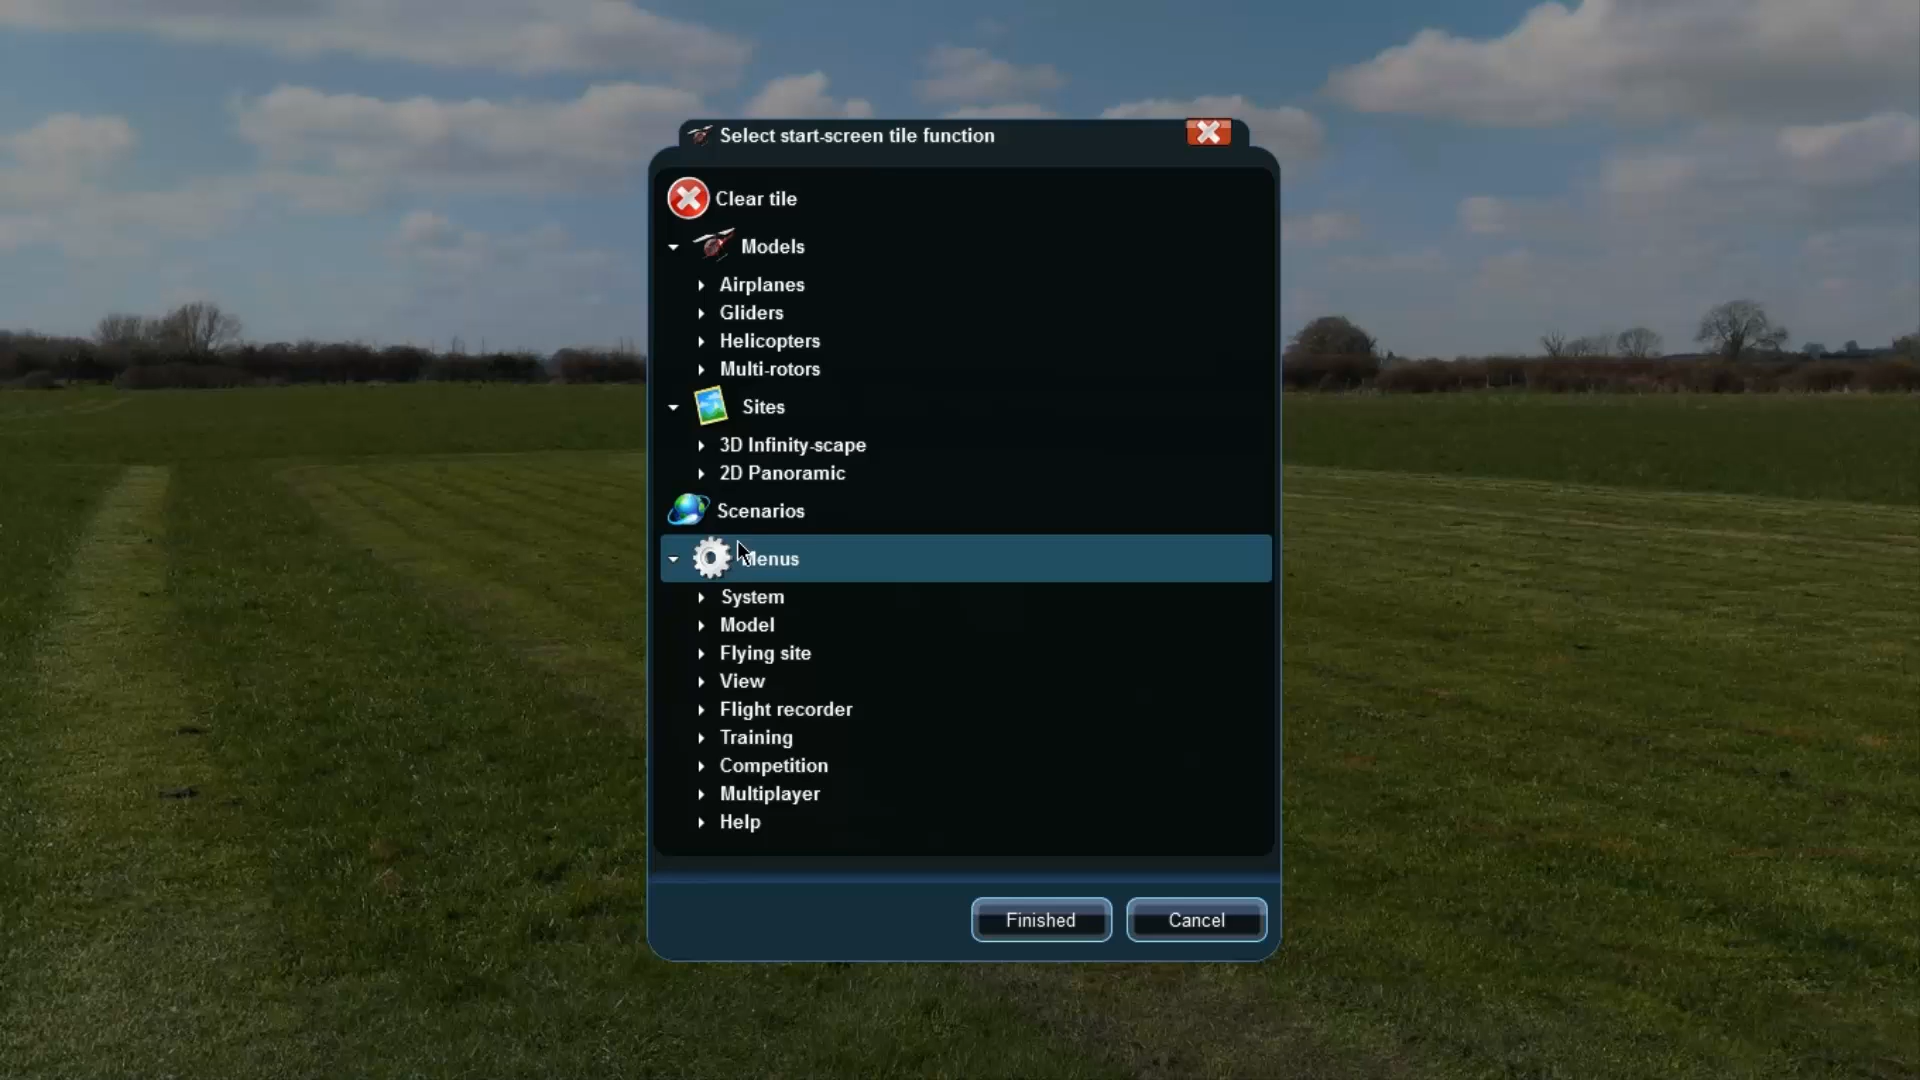 Select start-screen tile function
Clear tile
Models
Airplanes
Gliders
Helicopters
Multi-rotors
Sites
3D Infinity-scape
2D Panoramic
Scenarios
Menus
System
Model
Flying site
View
Flight recorder
Training
Competition
Multiplayer
Help
Finished
Cancel